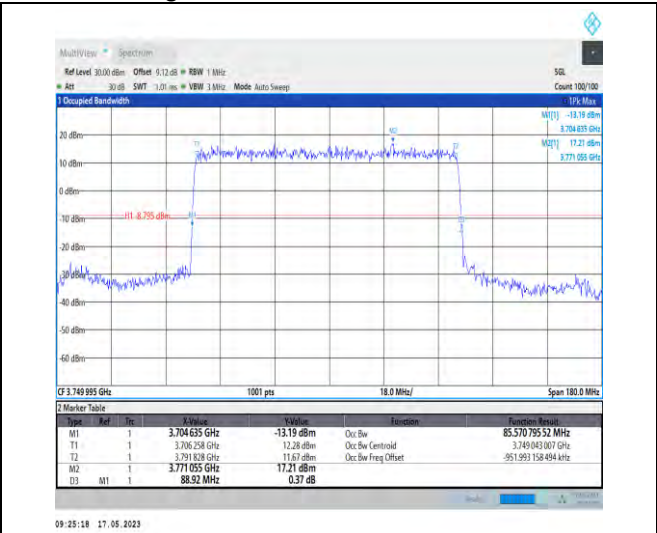 MultiView Spectrum
Ref Level 30.00 dBm Offset 9.12 dB RBW 1 MHz SGL
Att 30 dB SWT 1.01 ms VBW 3 MHz Mode Auto Sweep Count 100/100
1 Occupied Bandwidth 1Pk Max
M1[1] -13.19 dBm
3.704 635 GHz
M2[1] 17.21 dBm
3.771 055 GHz
20 dBm
M2
T1 T2
10 dBm
0 dBm
H1 -8.795 dBm
M1
-10 dBm
D3
-20 dBm
-30 dBm
-40 dBm
-50 dBm
-60 dBm
CF 3.749 995 GHz 1001 pts 18.0 MHz/ Span 180.0 MHz
2 Marker Table
Type Ref Trc X-Value Y-Value Function Function Result
M1 1 3.704 635 GHz -13.19 dBm Occ Bw 85.570 795 52 MHz
T1 1 3.706 258 GHz 12.28 dBm Occ Bw Centroid 3.749 043 007 GHz
T2 1 3.791 828 GHz 11.67 dBm Occ Bw Freq Offset -951.993 158 494 kHz
M2 1 3.771 055 GHz 17.21 dBm
D3 M1 1 88.92 MHz 0.37 dB
09:25:18 17.05.2023